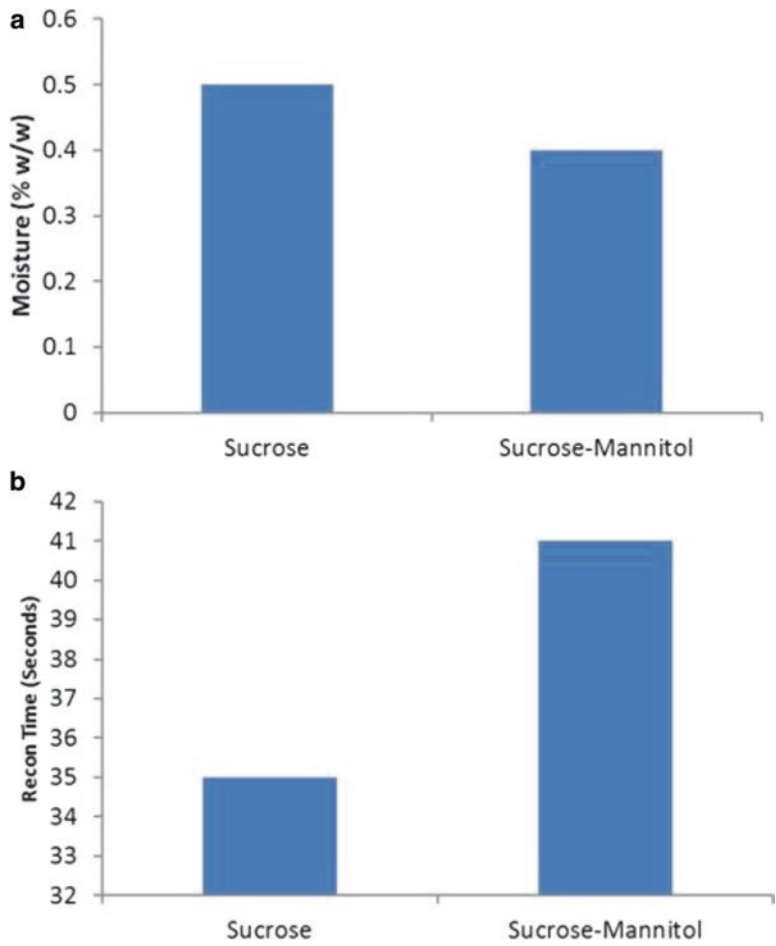 a
Moisture (% w/w)
0.6
0.5
0.4
0.3
0.2
0.1
0
Sucrose
Sucrose-Mannitol
b
Recon Time (Seconds)
42
41
40
39
38
37
36
35
34
33
32
Sucrose
Sucrose-Mannitol